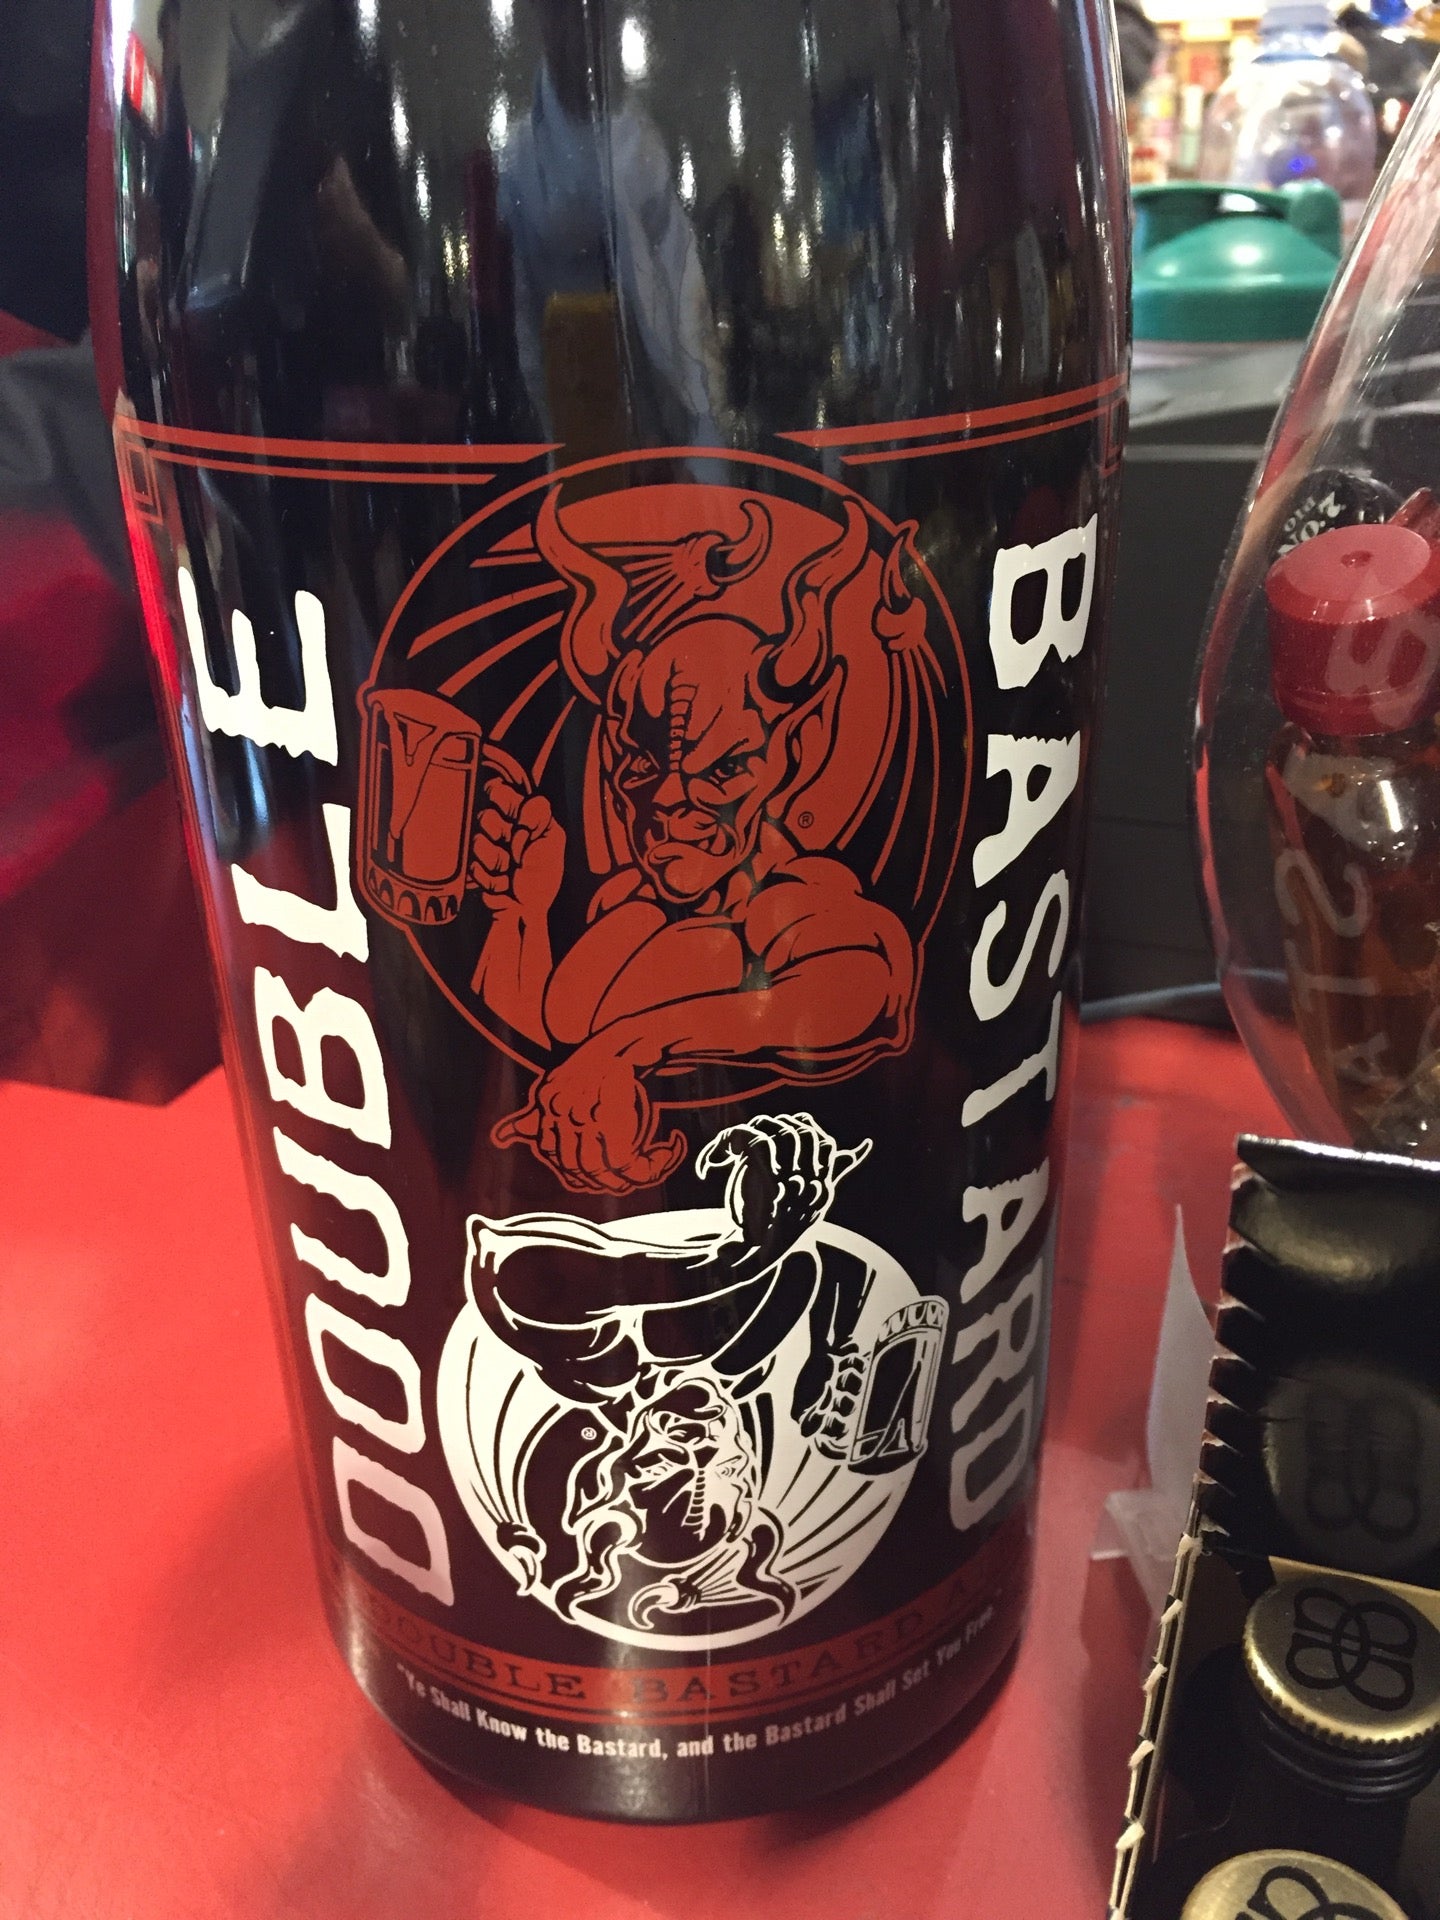 DOUBLE
BASTARD
®
®
DOUBLE BASTARD A
"Ye Shall Know the Bastard, and the Bastard Shall Set You Free."